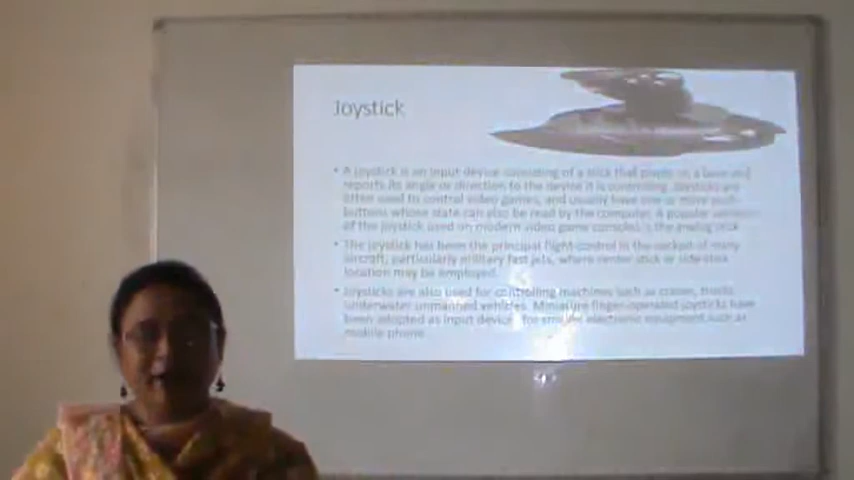 Joystick
• A joystick is an input device consisting of a stick that pivots on a base and
reports its angle or direction to the device it is controlling. Joysticks are
often used to control video games, and usually have one or more push-
buttons whose state can also be read by the computer. A popular variation
of the joystick used on modern video game consoles is the analog stick
• The joystick has been the principal flight control in the cockpit of many
aircraft, particularly military fast jets, where center stick or side-stick
location may be employed.
• Joysticks are also used for controlling machines such as cranes, trucks
underwater unmanned vehicles. Miniature finger-operated joysticks have
been adopted as input device for smaller electronic equipment such as
mobile phone.